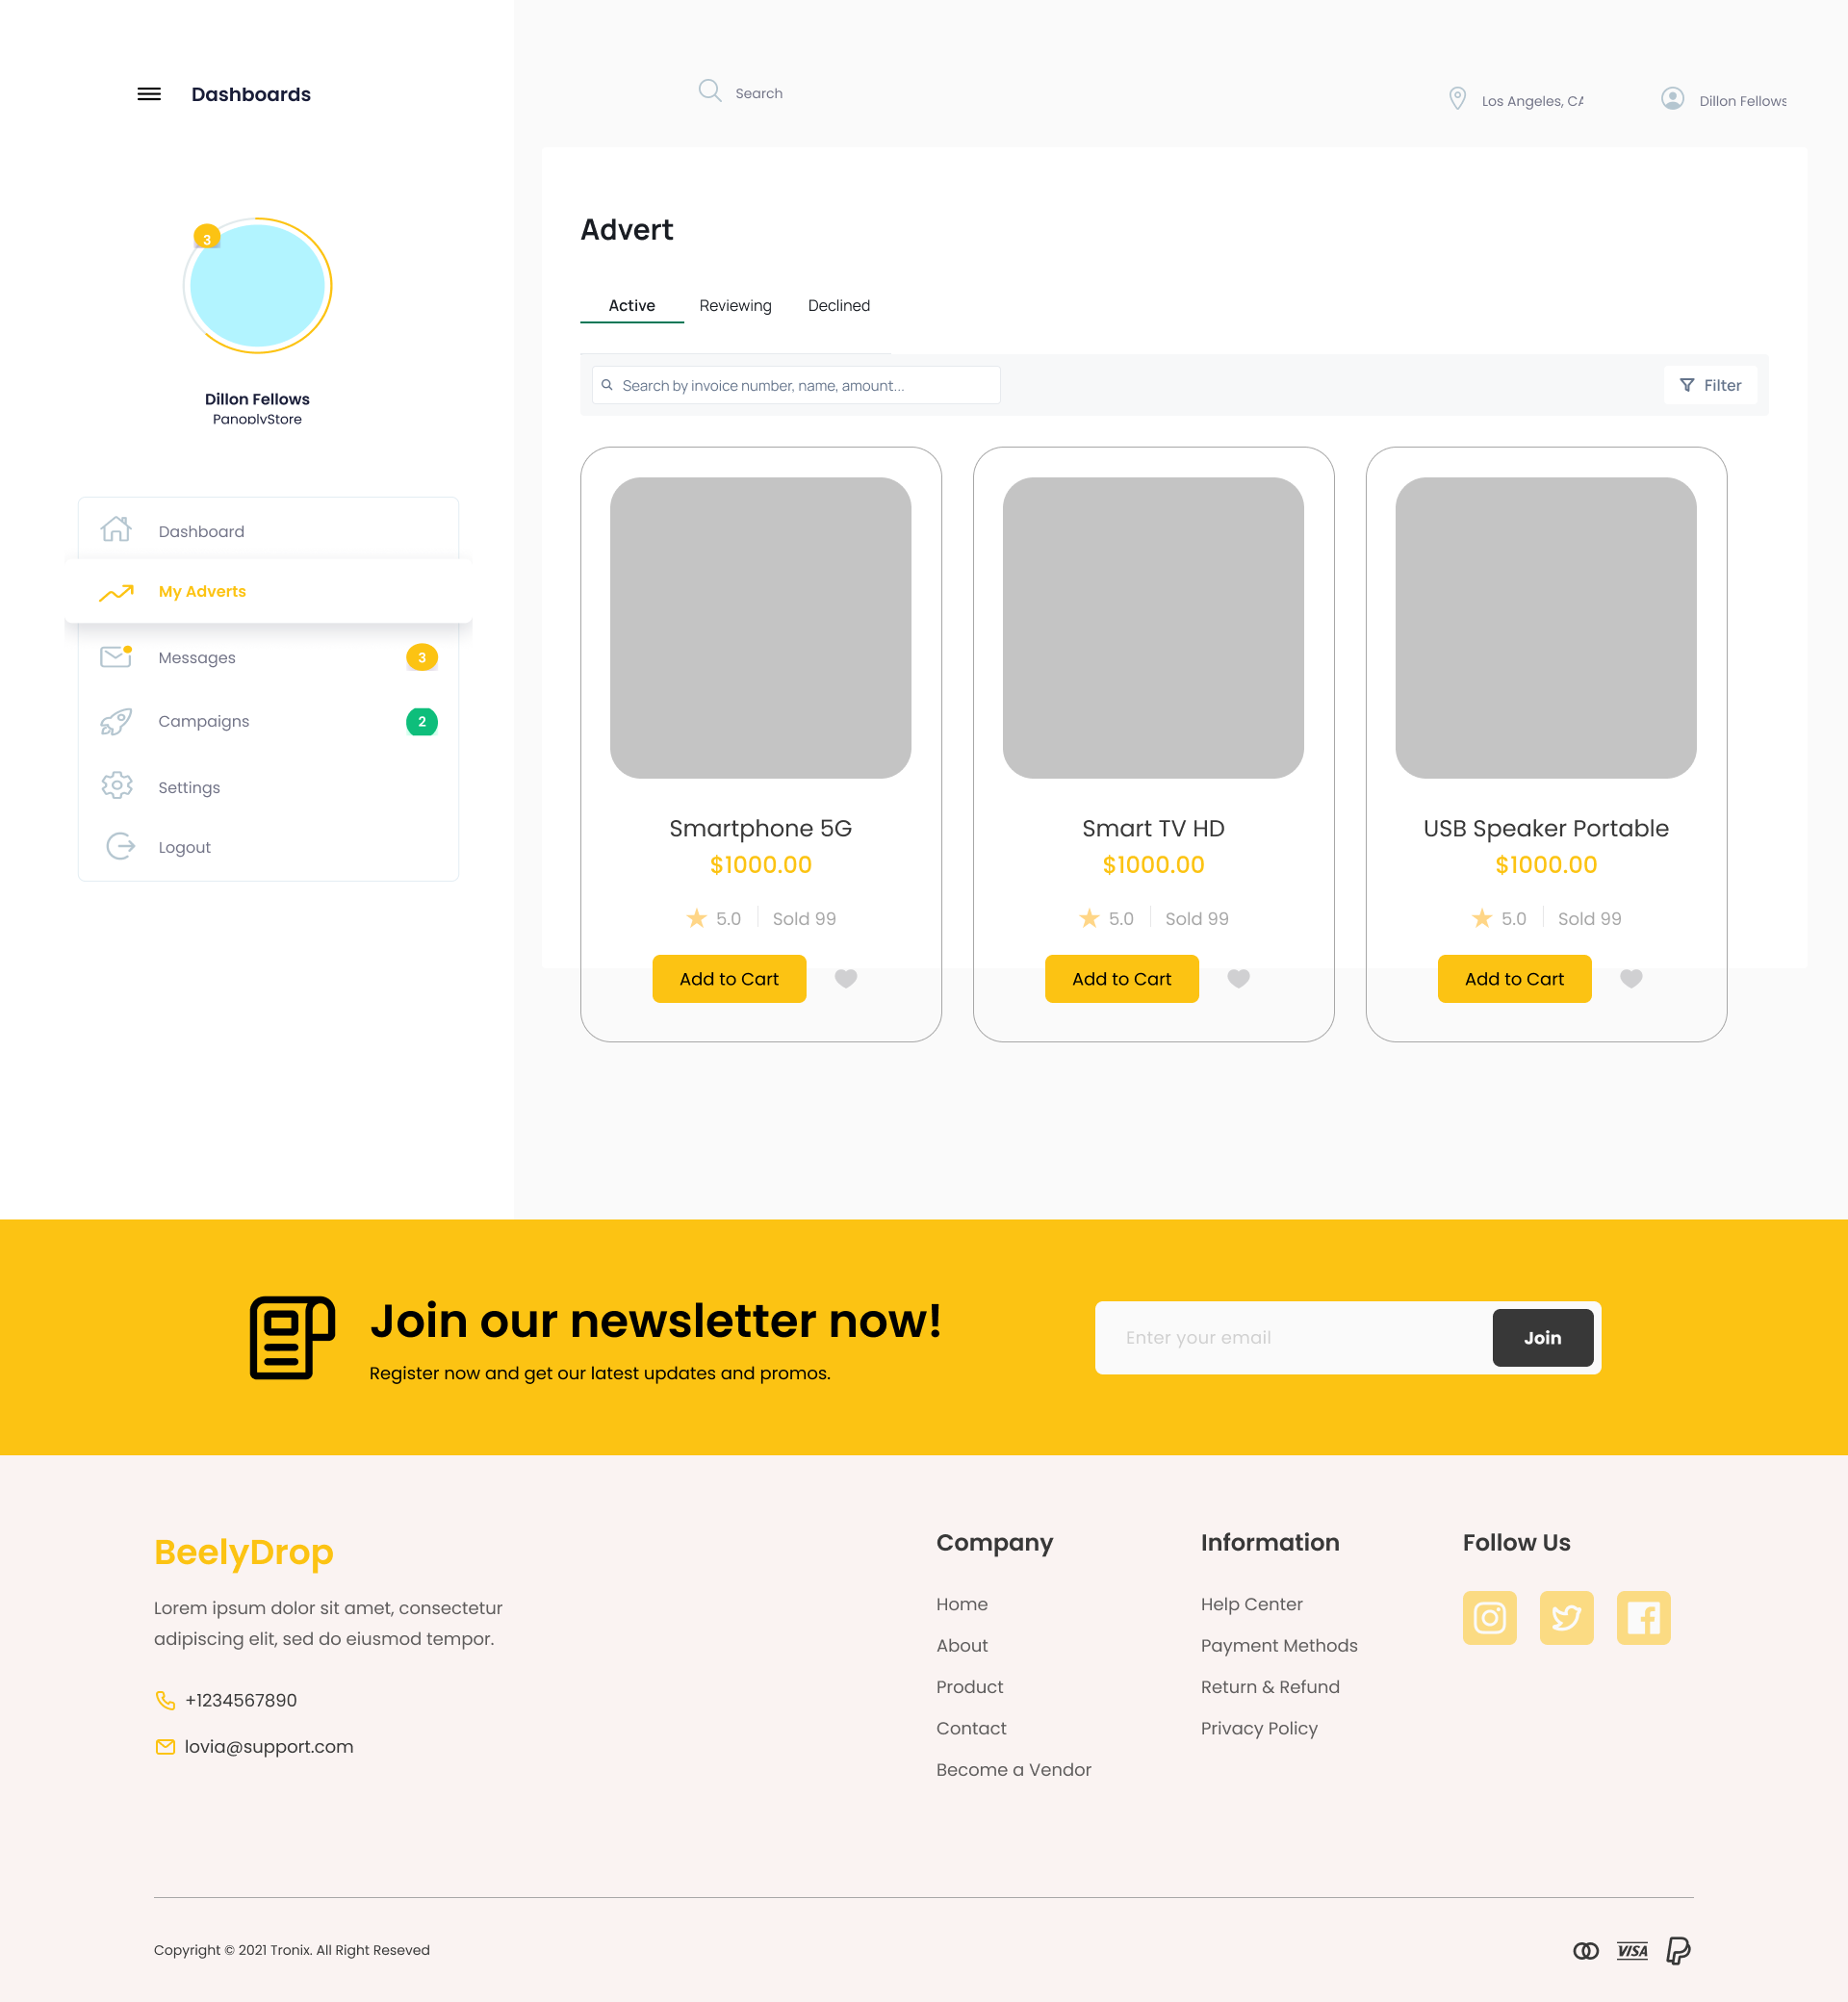 Dashboards
Search
Los Angeles, CA
Dillon Fellows
3
Dillon Fellows
PanoplyStore
Dashboard
My Adverts
Messages
3
Campaigns
2
Settings
Logout
Advert
Active Reviewing Declined
Search by invoice number, name, amount...
Filter
Smartphone 5G
$1000.00
5.0 Sold 99
Add to Cart
Smart TV HD
$1000.00
5.0 Sold 99
Add to Cart
USB Speaker Portable
$1000.00
5.0 Sold 99
Add to Cart
Join our newsletter now!
Register now and get our latest updates and promos.
Enter your email
Join
BeelyDrop
Lorem ipsum dolor sit amet, consectetur
adipiscing elit, sed do eiusmod tempor.
+1234567890
lovia@support.com
Company
Home
About
Product
Contact
Become a Vendor
Information
Help Center
Payment Methods
Return & Refund
Privacy Policy
Follow Us
Copyright © 2021 Tronix. All Right Reseved
VISA